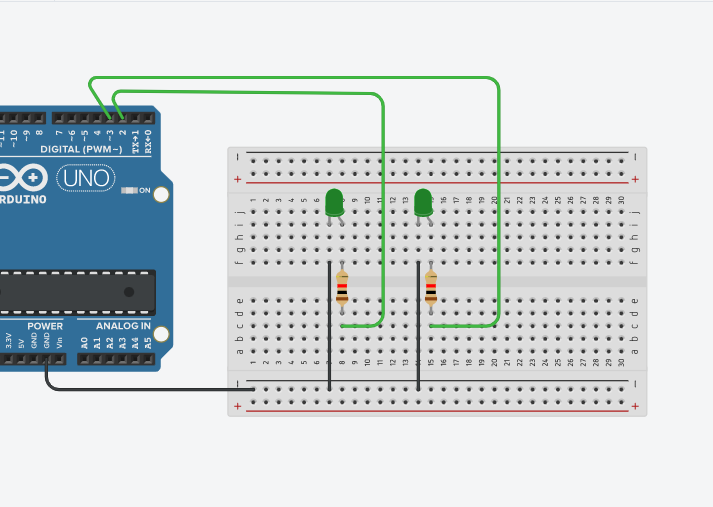 ~11 ~10 ~9 8 7 ~6 ~5 4 ~3 2 TX→1 RX←0
DIGITAL (PWM~)
UNO
ON
RDUINO
POWER ANALOG IN
3.3V 5V GND GND Vin A0 A1 A2 A3 A4 A5
− −
+ +
1 2 3 4 5 6 8 9 10 11 12 13 15 16 17 18 19 20 21 22 23 24 25 26 27 28 29 30
j j
i i
h h
g g
f f
e e
d d
c c
b b
a a
1 2 3 4 5 6 8 9 10 11 12 13 15 16 17 18 19 20 21 22 23 24 25 26 27 28 29 30
− −
+ +